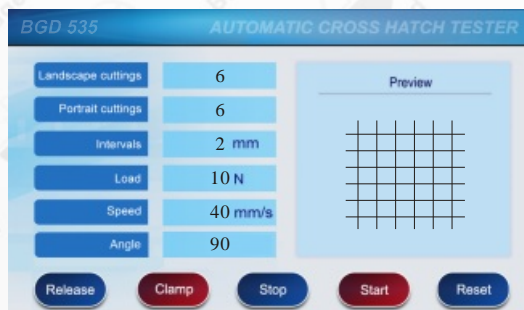 BGD 535 AUTOMATIC CROSS HATCH TESTER
Landscape cuttings 6
Portrait cuttings 6
Intervals 2 mm
Load 10 N
Speed 40 mm/s
Angle 90
Preview
Release Clamp Stop Start Reset